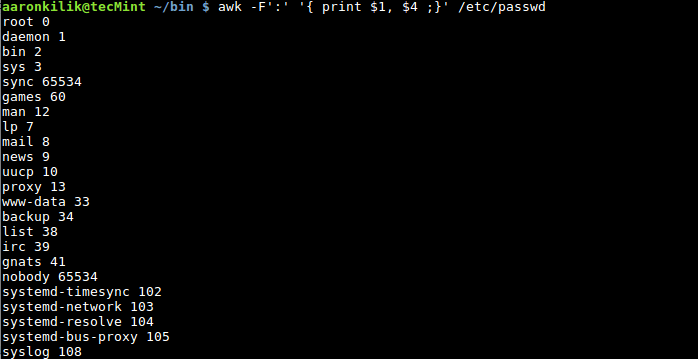 aaronkilik@tecMint ~/bin $ awk -F':' '{ print $1, $4 ;}' /etc/passwd
root 0
daemon 1
bin 2
sys 3
sync 65534
games 60
man 12
lp 7
mail 8
news 9
uucp 10
proxy 13
www-data 33
backup 34
list 38
irc 39
gnats 41
nobody 65534
systemd-timesync 102
systemd-network 103
systemd-resolve 104
systemd-bus-proxy 105
syslog 108